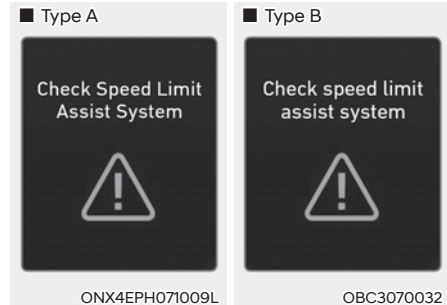 ■ Type A
Check Speed Limit
Assist System
ONX4EPH071009L
■ Type B
Check speed limit
assist system
OBC3070032